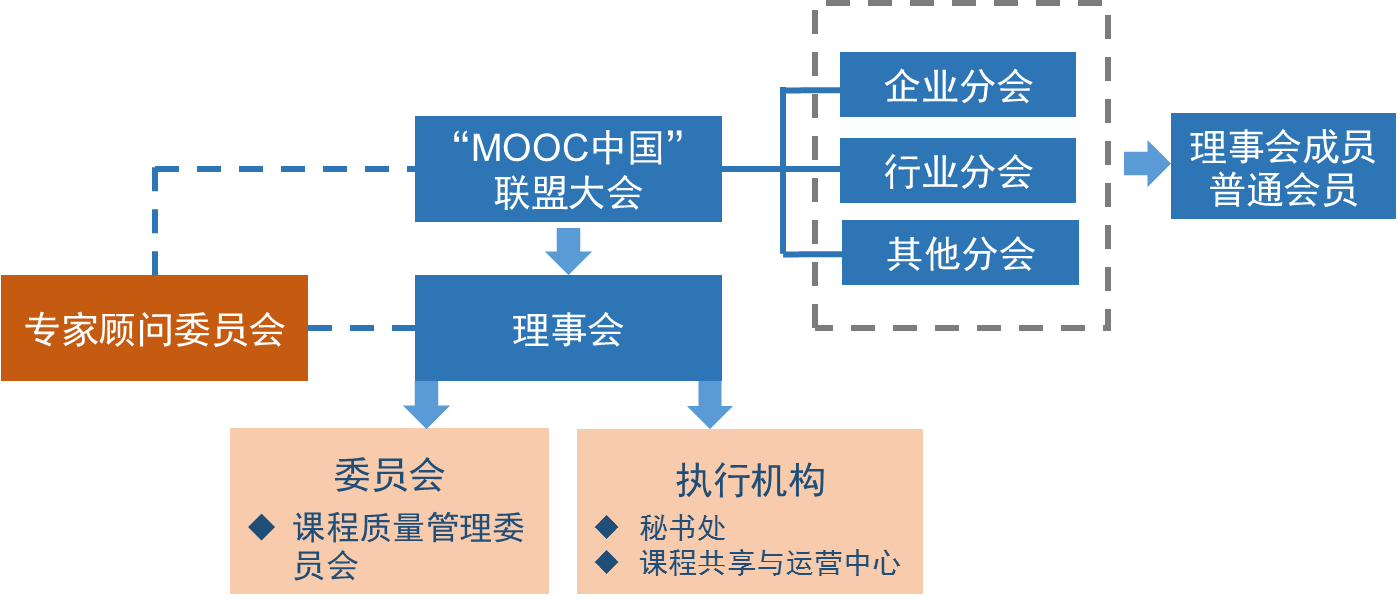 企业分会
“MOOC中国”
联盟大会
行业分会
理事会成员
普通会员
其他分会
专家顾问委员会
理事会
委员会
课程质量管理委
员会
执行机构
秘书处
课程共享与运营中心